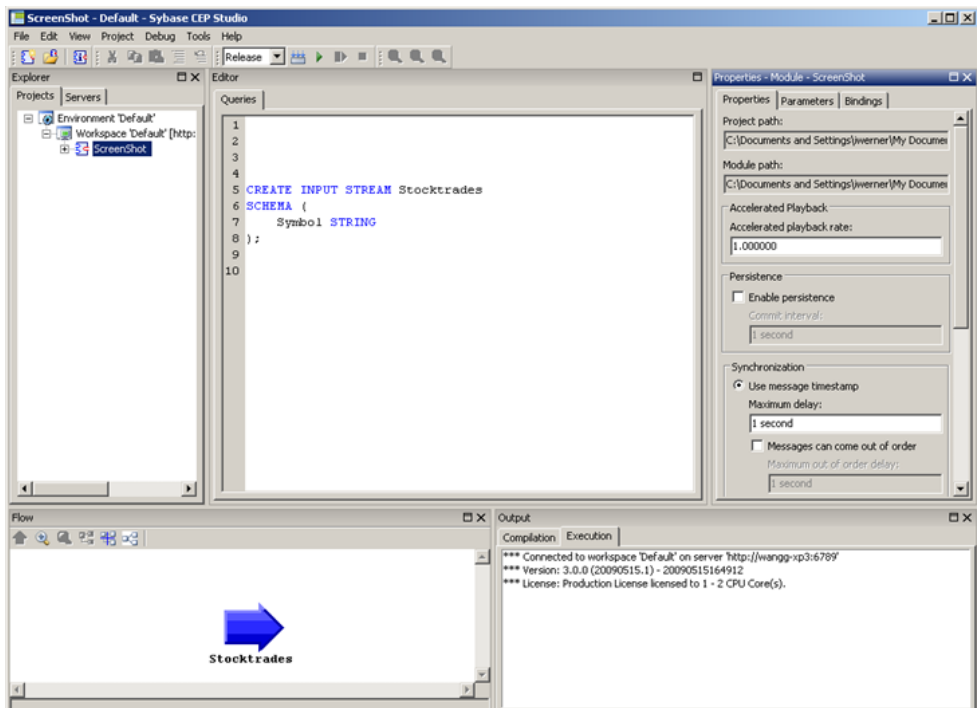 ScreenShot - Default - Sybase CEP Studio
File Edit View Project Debug Tools Help
Release
Explorer
Projects Servers
Environment 'Default'
Workspace 'Default' [http:
ScreenShot
Editor
Queries
1
2
3
4
5 CREATE INPUT STREAM Stocktrades
6 SCHEMA (
7 Symbol STRING
8 );
9
10
Properties - Module - ScreenShot
Properties Parameters Bindings
Project path:
C:\Documents and Settings\jwerner\My Documen
Module path:
C:\Documents and Settings\jwerner\My Documen
Accelerated Playback
Accelerated playback rate:
1.000000
Persistence
Enable persistence
Commit interval:
1 second
Synchronization
Use message timestamp
Maximum delay:
1 second
Messages can come out of order
Maximum out of order delay:
1 second
Flow
Stocktrades
Output
Compilation Execution
*** Connected to workspace 'Default' on server 'http://wangg-xp3:6789'
*** Version: 3.0.0 (20090515.1) - 20090515164912
*** License: Production License licensed to 1 - 2 CPU Core(s).